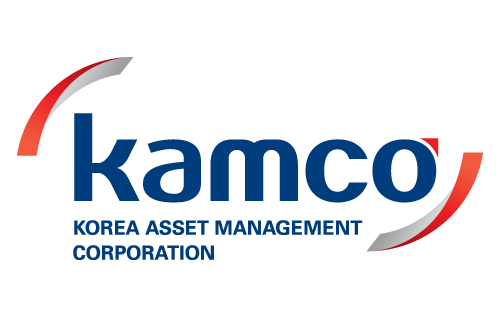 kamco
KOREA ASSET MANAGEMENT
CORPORATION